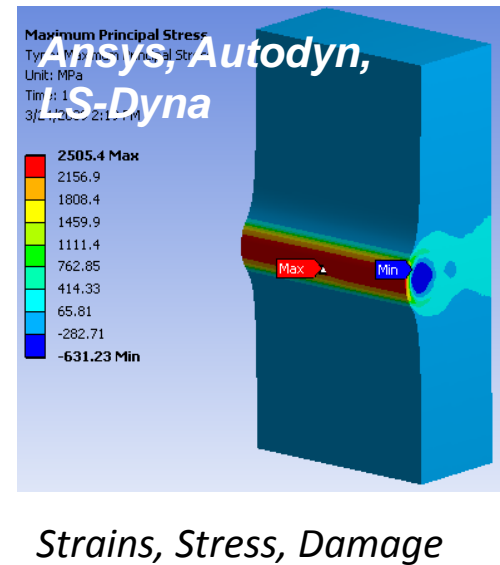 Maximum Principal Stress
Ansys, Autodyn,
Unit: MPa
LS-Dyna
2505.4 Max
2156.9
1808.4
1459.9
1111.4
762.85
414.33
65.81
-282.71
-631.23 Min
Max
Min
Strains, Stress, Damage